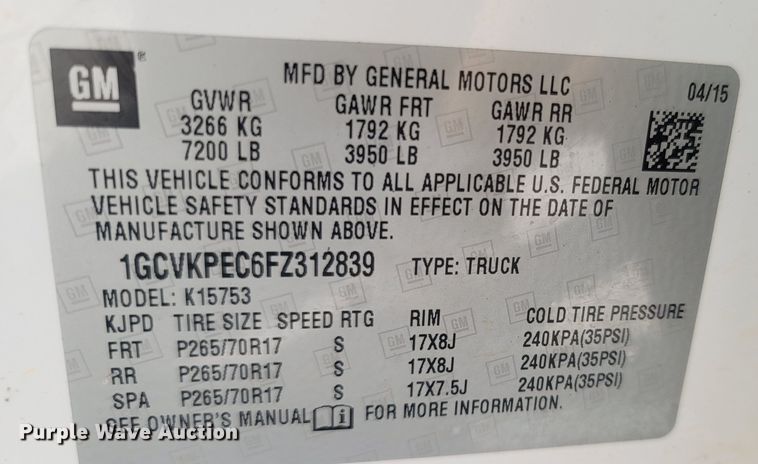 GM
MFD BY GENERAL MOTORS LLC
04/15
GVWR GAWR FRT GAWR RR
3266 KG 1792 KG 1792 KG
7200 LB 3950 LB 3950 LB
THIS VEHICLE CONFORMS TO ALL APPLICABLE U.S. FEDERAL MOTOR
VEHICLE SAFETY STANDARDS IN EFFECT ON THE DATE OF
MANUFACTURE SHOWN ABOVE.
1GCVKPEC6FZ312839 TYPE: TRUCK
MODEL: K15753
KJPD TIRE SIZE SPEED RTG RIM COLD TIRE PRESSURE
FRT P265/70R17 S 17X8J 240KPA(35PSI)
RR P265/70R17 S 17X8J 240KPA(35PSI)
SPA P265/70R17 S 17X7.5J 240KPA(35PSI)
SEE OWNER'S MANUAL i FOR MORE INFORMATION.
Purple Wave Auction